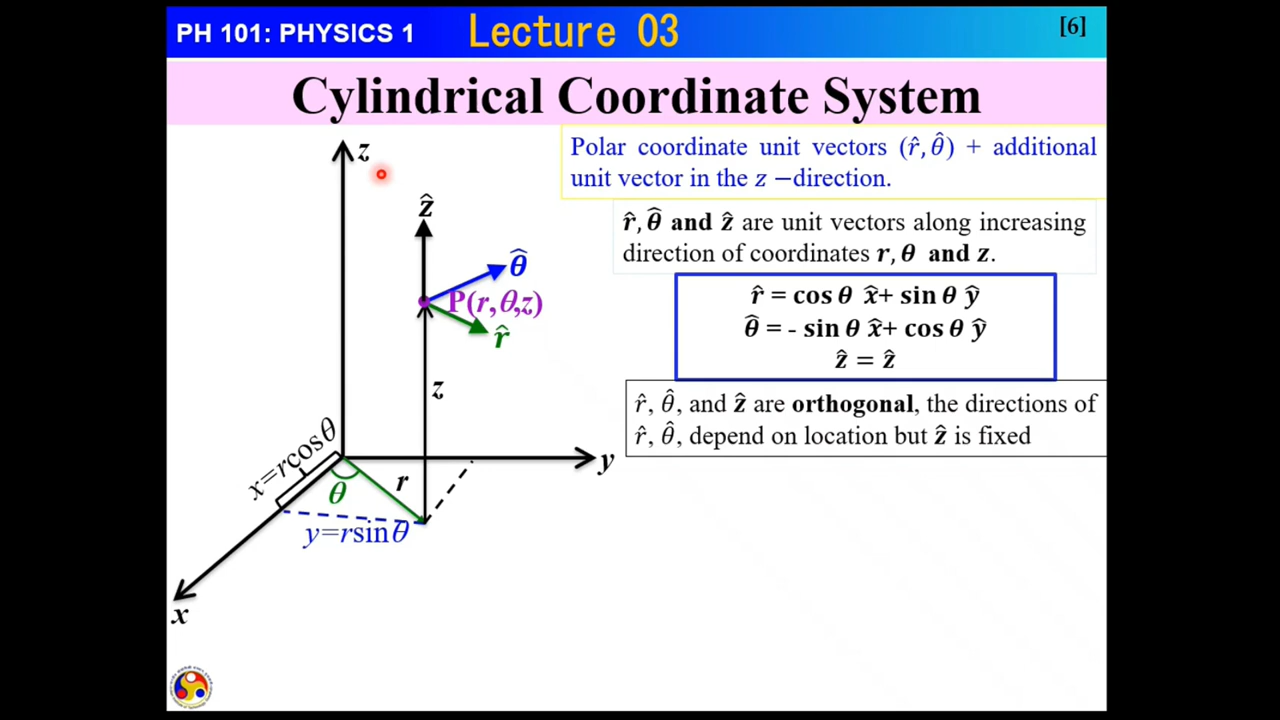 PH 101: PHYSICS 1
Lecture 03
[6]
Cylindrical Coordinate System
Polar coordinate unit vectors (r̂, θ̂) + additional
unit vector in the z −direction.
r̂, θ̂ and ẑ are unit vectors along increasing
direction of coordinates r, θ and z.
r̂ = cos θ x̂+ sin θ ŷ
θ̂ = - sin θ x̂+ cos θ ŷ
ẑ = ẑ
r̂, θ̂, and ẑ are orthogonal, the directions of
r̂, θ̂, depend on location but ẑ is fixed
z
ẑ
θ̂
P(r, θ,z)
r̂
z
x=rcosθ
y
r
θ
y=rsinθ
x